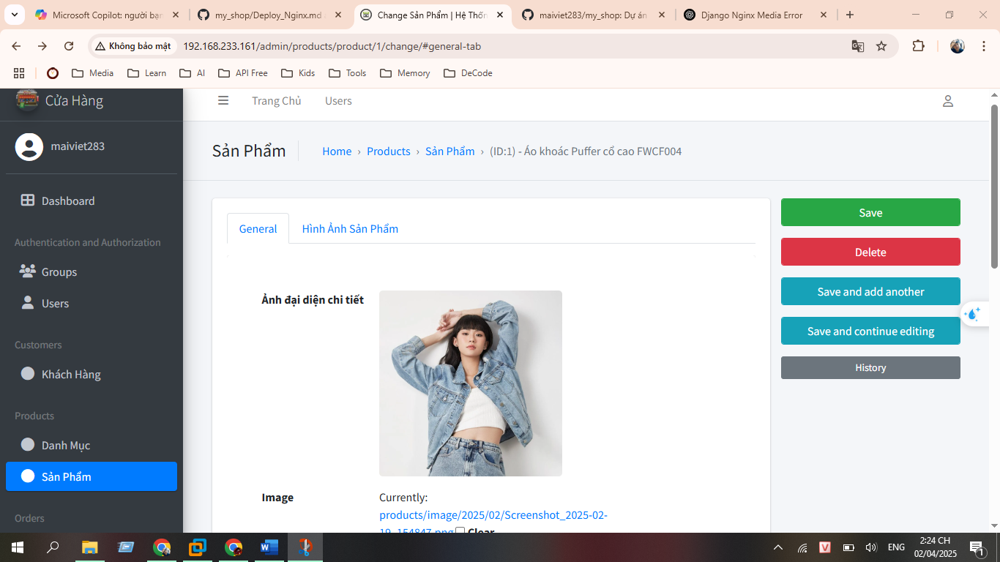 Microsoft Copilot: người bạn
my_shop/Deploy_Nginx.md
Change Sản Phẩm | Hệ Thốn
maiviet283/my_shop: Dự án
Django Nginx Media Error
Không bảo mật
192.168.233.161/admin/products/product/1/change/#general-tab
Media
Learn
AI
API Free
Kids
Tools
Memory
DeCode
Cửa Hàng
Trang Chủ
Users
maiviet283
Sản Phẩm
Home › Products › Sản Phẩm › (ID:1) - Áo khoác Puffer cổ cao FWCF004
Dashboard
Authentication and Authorization
Groups
Users
Customers
Khách Hàng
Products
Danh Mục
Sản Phẩm
Orders
General
Hình Ảnh Sản Phẩm
Ảnh đại diện chi tiết
Image
Currently:
products/image/2025/02/Screenshot_2025-02-
19_154847.png Clear
Save
Delete
Save and add another
Save and continue editing
History
ENG
2:24 CH
02/04/2025
1